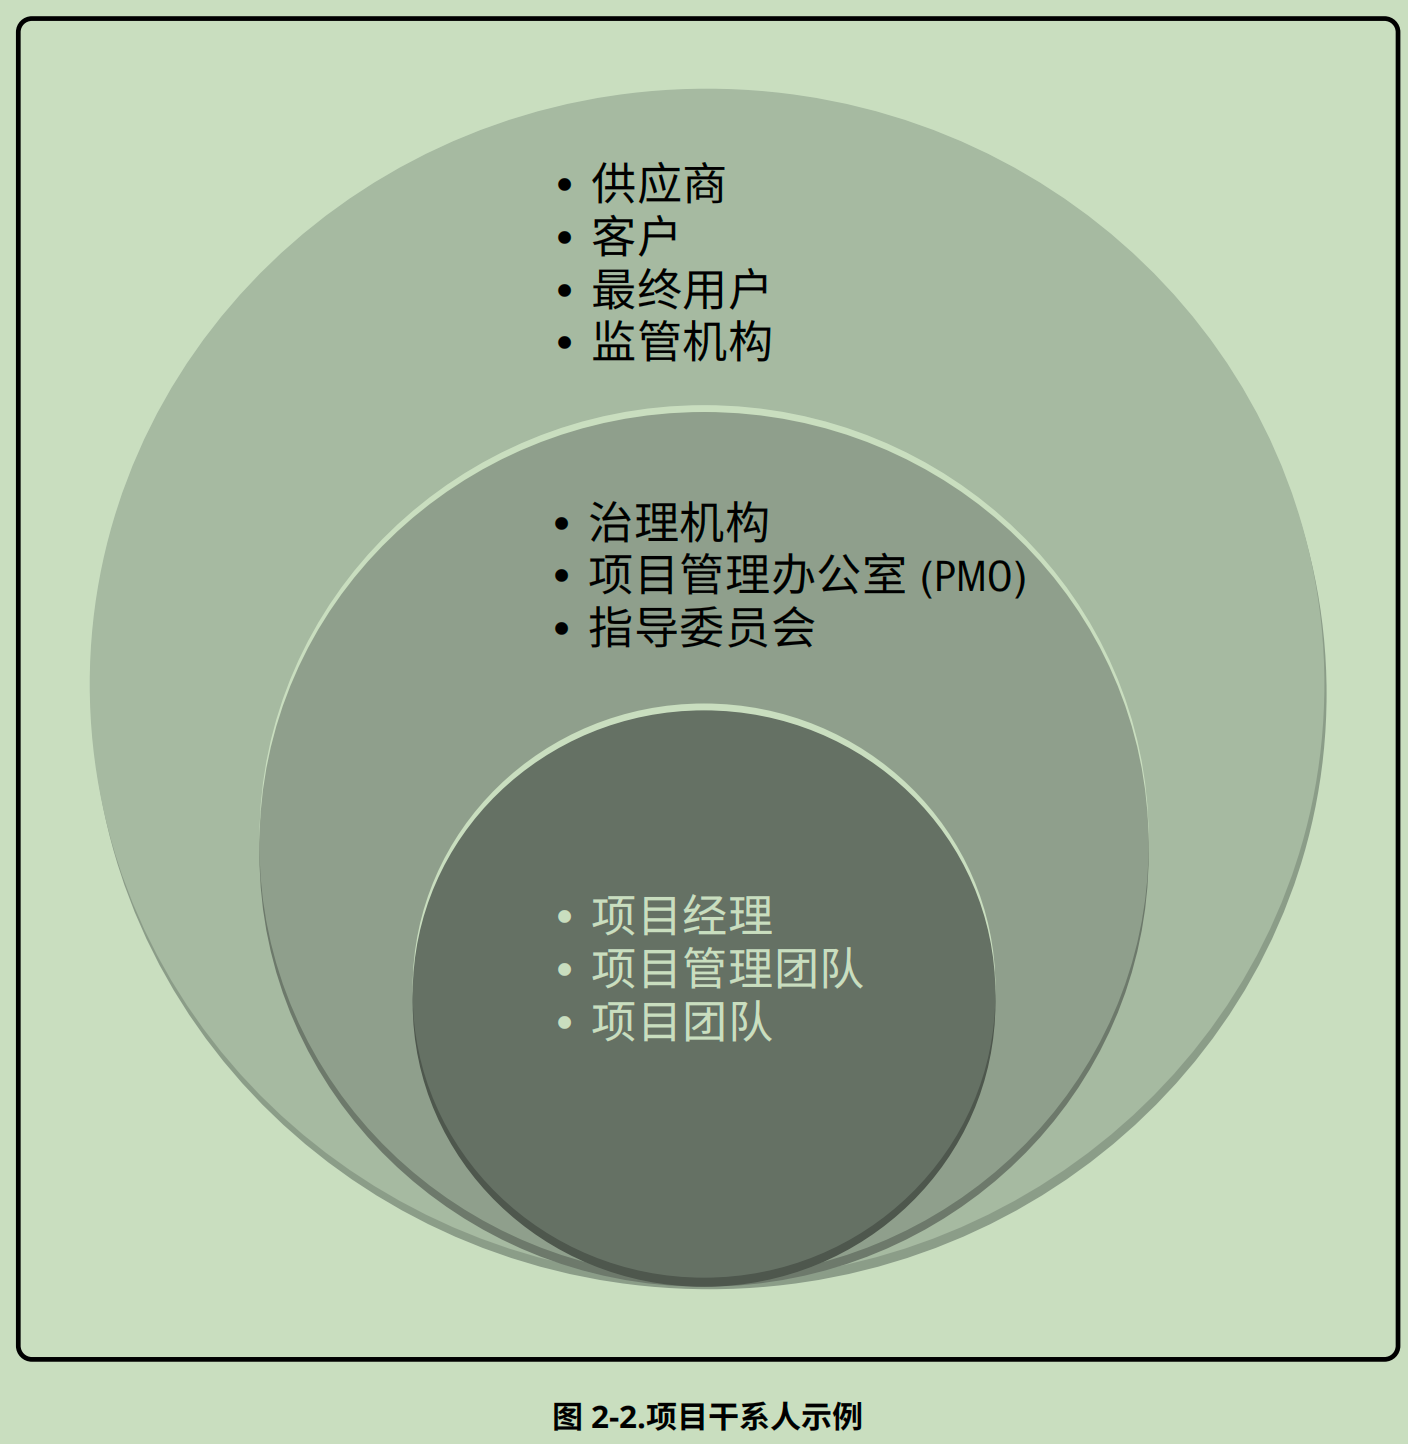 • 供应商
• 客户
• 最终用户
• 监管机构
• 治理机构
• 项目管理办公室 (PMO)
• 指导委员会
• 项目经理
• 项目管理团队
• 项目团队
图 2-2.项目干系人示例